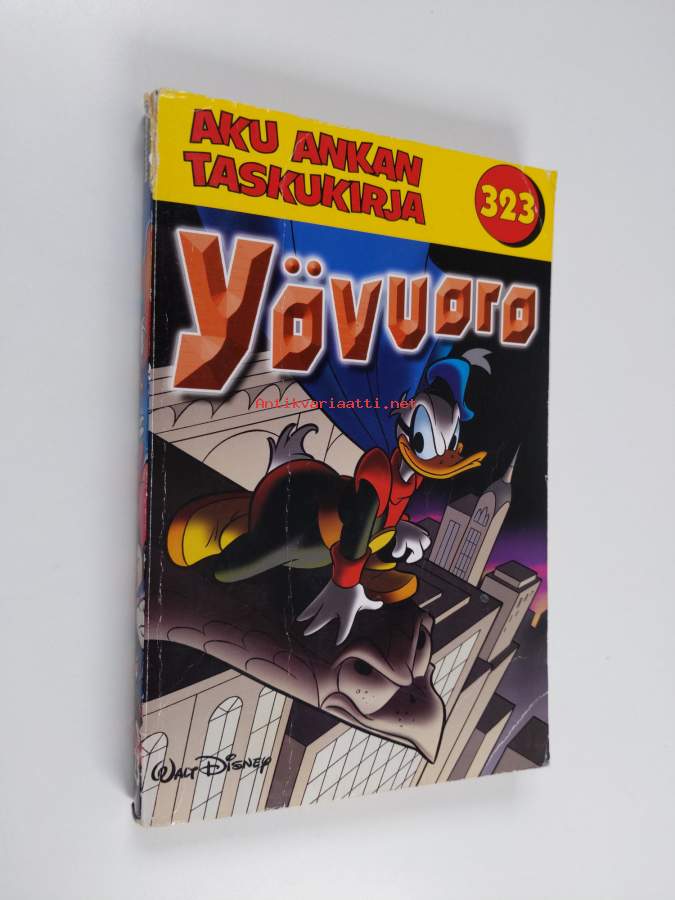 AKU ANKAN
TASKUKIRJA
323
Yövuoro
Antikvariaatti.net
WALT DISNEY